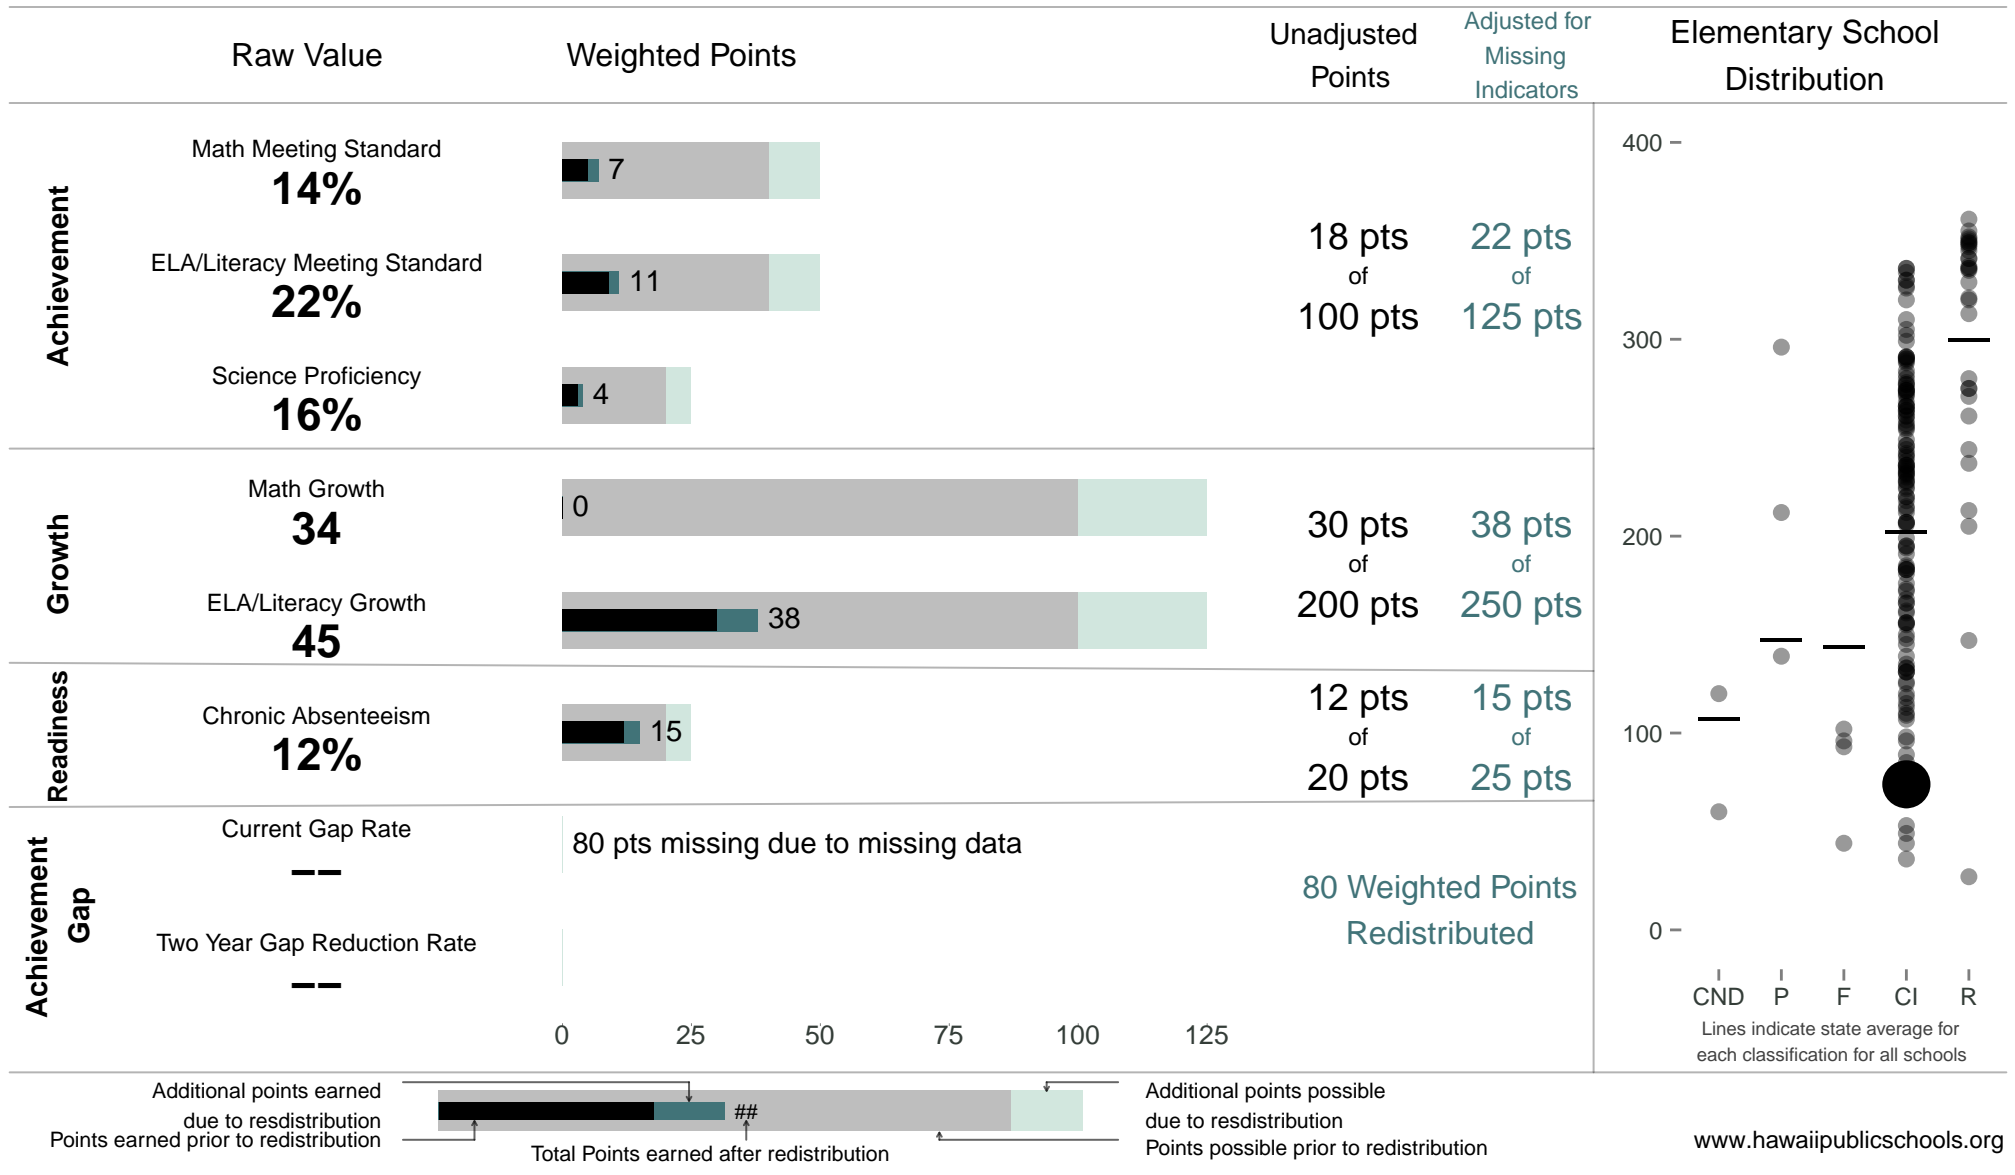 Raw Value
Weighted Points
Unadjusted
Points
Adjusted for
Missing
Indicators
Elementary School
Distribution
Achievement
Math Meeting Standard
14%
7
ELA/Literacy Meeting Standard
22%
11
Science Proficiency
16%
4
18 pts
of
100 pts
22 pts
of
125 pts
Growth
Math Growth
34
0
ELA/Literacy Growth
45
38
30 pts
of
200 pts
38 pts
of
250 pts
Readiness
Chronic Absenteeism
12%
15
12 pts
of
20 pts
15 pts
of
25 pts
Achievement
Gap
Current Gap Rate
--
80 pts missing due to missing data
Two Year Gap Reduction Rate
--
80 Weighted Points
Redistributed
0 25 50 75 100 125
400
300
200
100
0
CND P F CI R
Lines indicate state average for
each classification for all schools
Additional points earned
due to resdistribution
Points earned prior to redistribution
##
Total Points earned after redistribution
Additional points possible
due to resdistribution
Points possible prior to redistribution
www.hawaiipublicschools.org